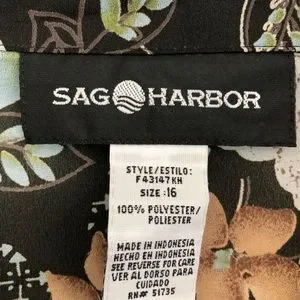 SAG HARBOR
STYLE/ESTILO:
F43147KH
SIZE:16
100% POLYESTER/
POLIESTER
MADE IN INDONESIA
HECHO EN INDONESIA
SEE REVERSE FOR CARE
VER AL DORSO PARA
CUIDADO
RN# 51735